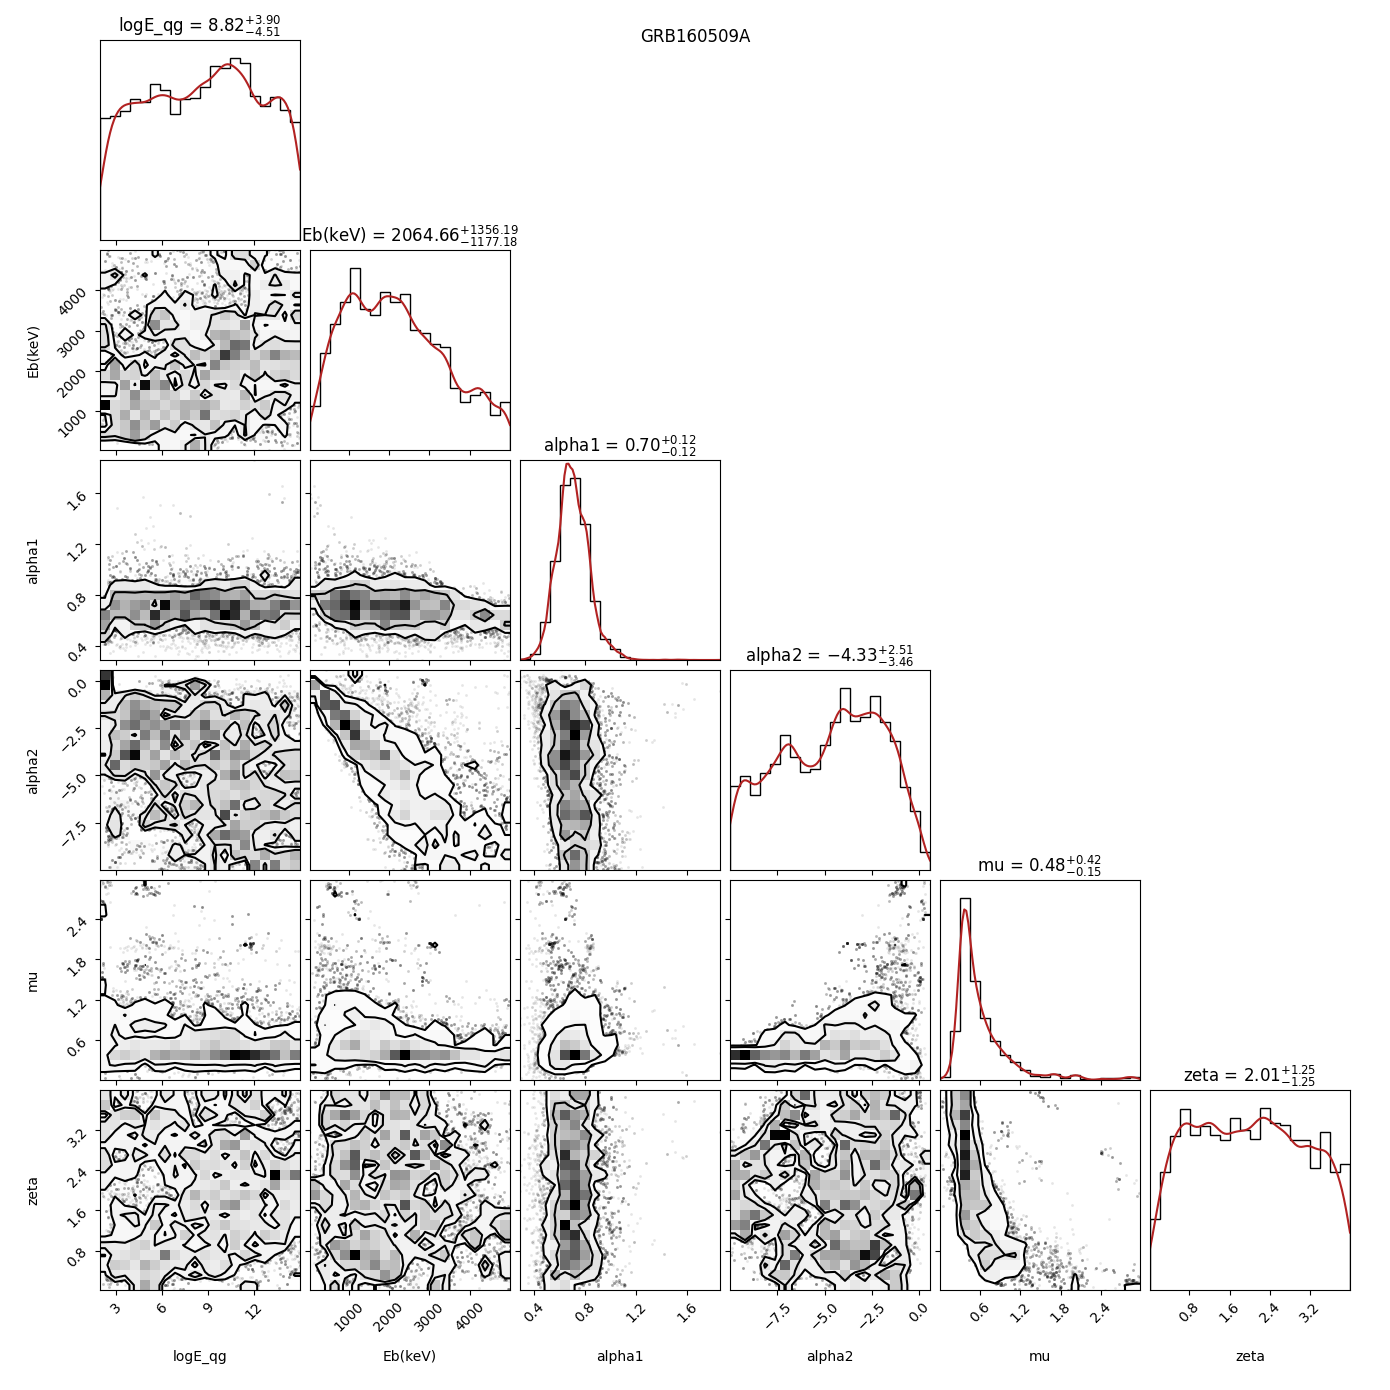 GRB160509A
logE_qg = 8.82+3.90 −4.51
Eb(keV) = 2064.66+1356.19 −1177.18
alpha1 = 0.70+0.12 −0.12
alpha2 = −4.33+2.51 −3.46
mu = 0.48+0.42 −0.15
zeta = 2.01+1.25 −1.25
Eb(keV)
4000
3000
2000
1000
alpha1
1.6
1.2
0.8
0.4
alpha2
0.0
−2.5
−5.0
−7.5
mu
2.4
1.8
1.2
0.6
zeta
3.2
2.4
1.6
0.8
3 6 9 12
1000 2000 3000 4000
0.4 0.8 1.2 1.6
−7.5 −5.0 −2.5 0.0
0.6 1.2 1.8 2.4
0.8 1.6 2.4 3.2
logE_qg Eb(keV) alpha1 alpha2 mu zeta